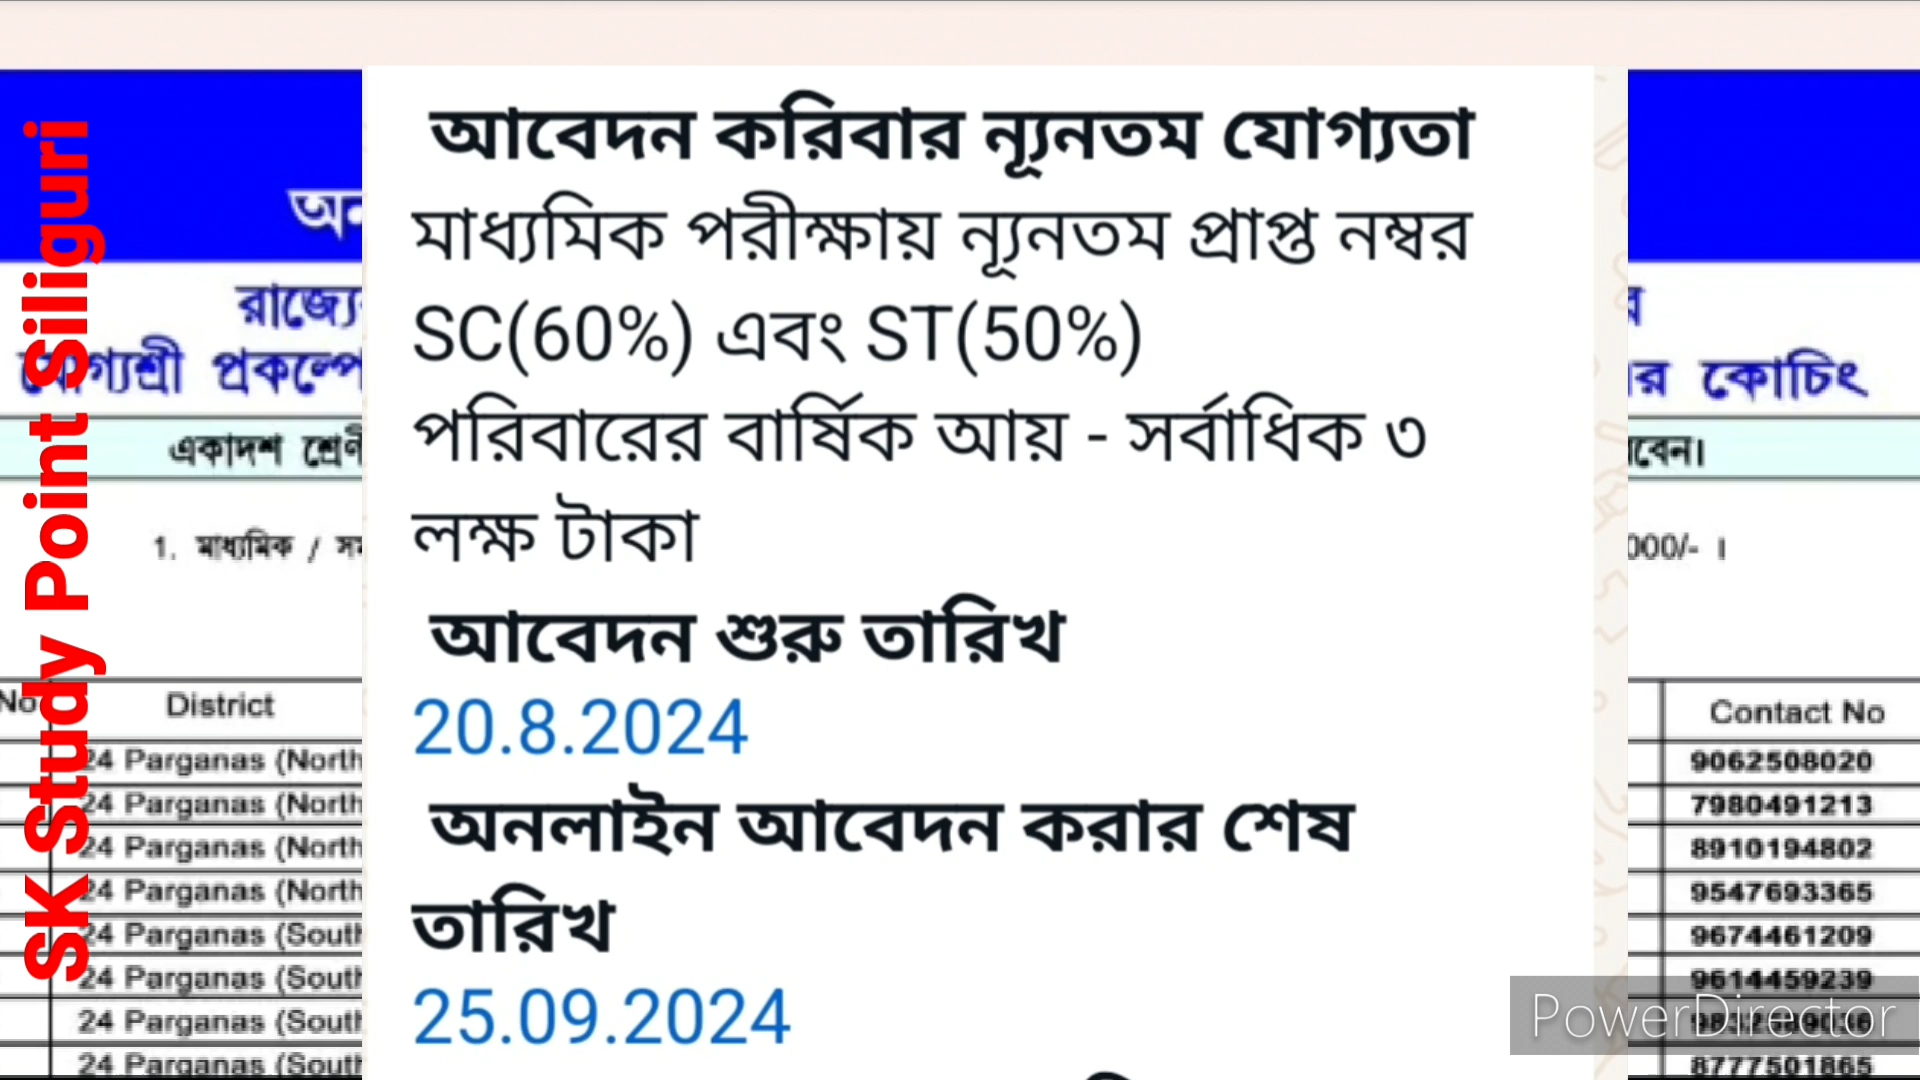 SK Study Point Siliguri
আবেদন করিবার ন্যূনতম যোগ্যতা
মাধ্যমিক পরীক্ষায় ন্যূনতম প্রাপ্ত নম্বর
SC(60%) এবং ST(50%)
পরিবারের বার্ষিক আয় - সর্বাধিক ৩
লক্ষ টাকা
আবেদন শুরু তারিখ
20.8.2024
অনলাইন আবেদন করার শেষ
তারিখ
25.09.2024
প্রকল্পে
র কোচিং
একাদশ
1. মাধ্যমিক /
000/- ।
No District Contact No
24 Parganas (North 9062508020
24 Parganas (North 7980491213
24 Parganas (North 8910194802
24 Parganas (North 9547693365
24 Parganas (South 9674461209
24 Parganas (South 9614459239
24 Parganas (South
24 Parganas (South 8777501865
PowerDirector